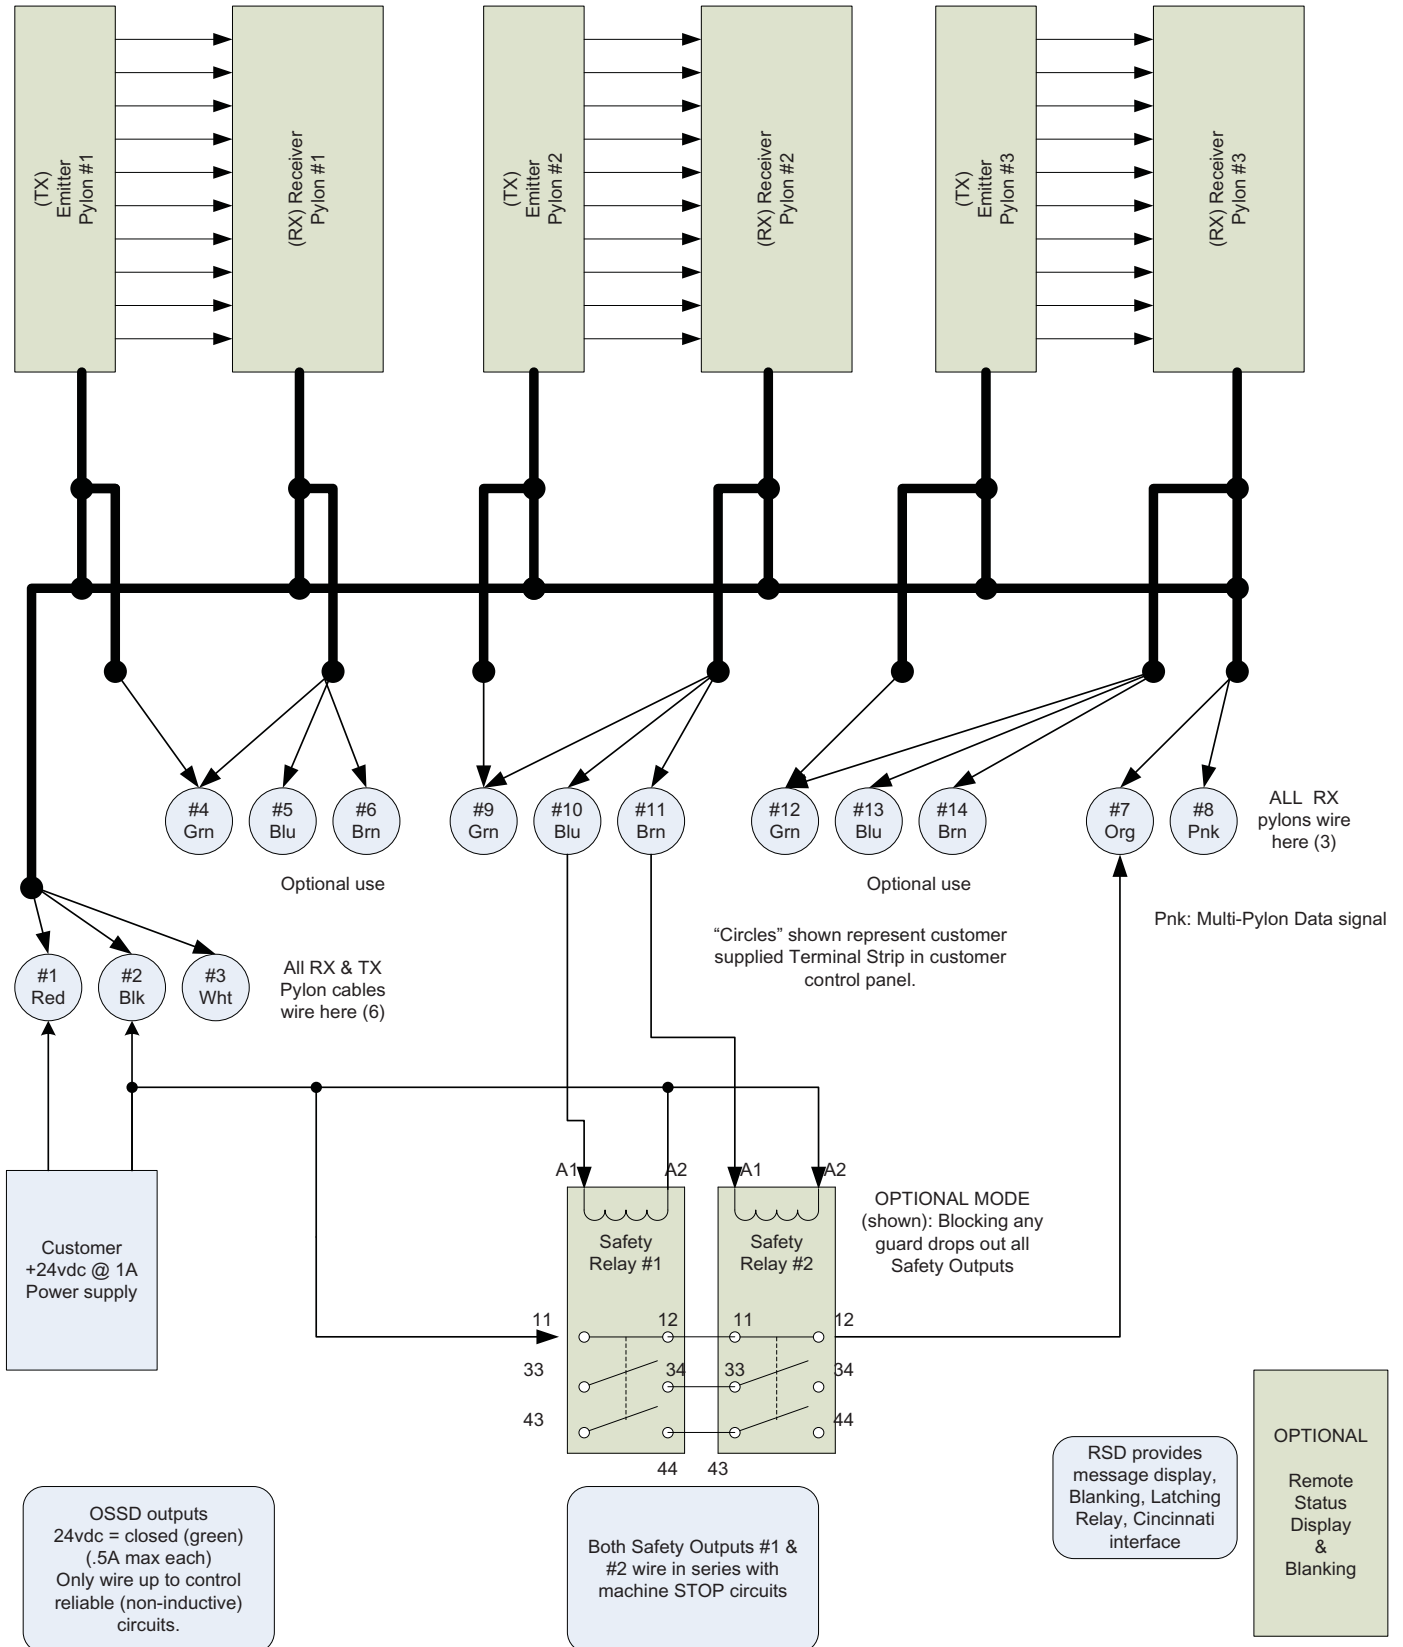 (TX)
Emitter
Pylon #1
(RX) Receiver
Pylon #1
(TX)
Emitter
Pylon #2
(RX) Receiver
Pylon #2
(TX)
Emitter
Pylon #3
(RX) Receiver
Pylon #3
#4
Grn
#5
Blu
#6
Brn
#9
Grn
#10
Blu
#11
Brn
#12
Grn
#13
Blu
#14
Brn
#7
Org
#8
Pnk
ALL RX
pylons wire
here (3)
Optional use
Optional use
Pnk: Multi-Pylon Data signal
“Circles” shown represent customer
supplied Terminal Strip in customer
control panel.
#1
Red
#2
Blk
#3
Wht
All RX & TX
Pylon cables
wire here (6)
A1
A2
A1
A2
Customer
+24vdc @ 1A
Power supply
Safety
Relay #1
Safety
Relay #2
OPTIONAL MODE
(shown): Blocking any
guard drops out all
Safety Outputs
11
12
11
12
33
34
33
34
43
44
44
43
OSSD outputs
24vdc = closed (green)
(.5A max each)
Only wire up to control
reliable (non-inductive)
circuits.
Both Safety Outputs #1 &
#2 wire in series with
machine STOP circuits
RSD provides
message display,
Blanking, Latching
Relay, Cincinnati
interface
OPTIONAL
Remote
Status
Display
&
Blanking